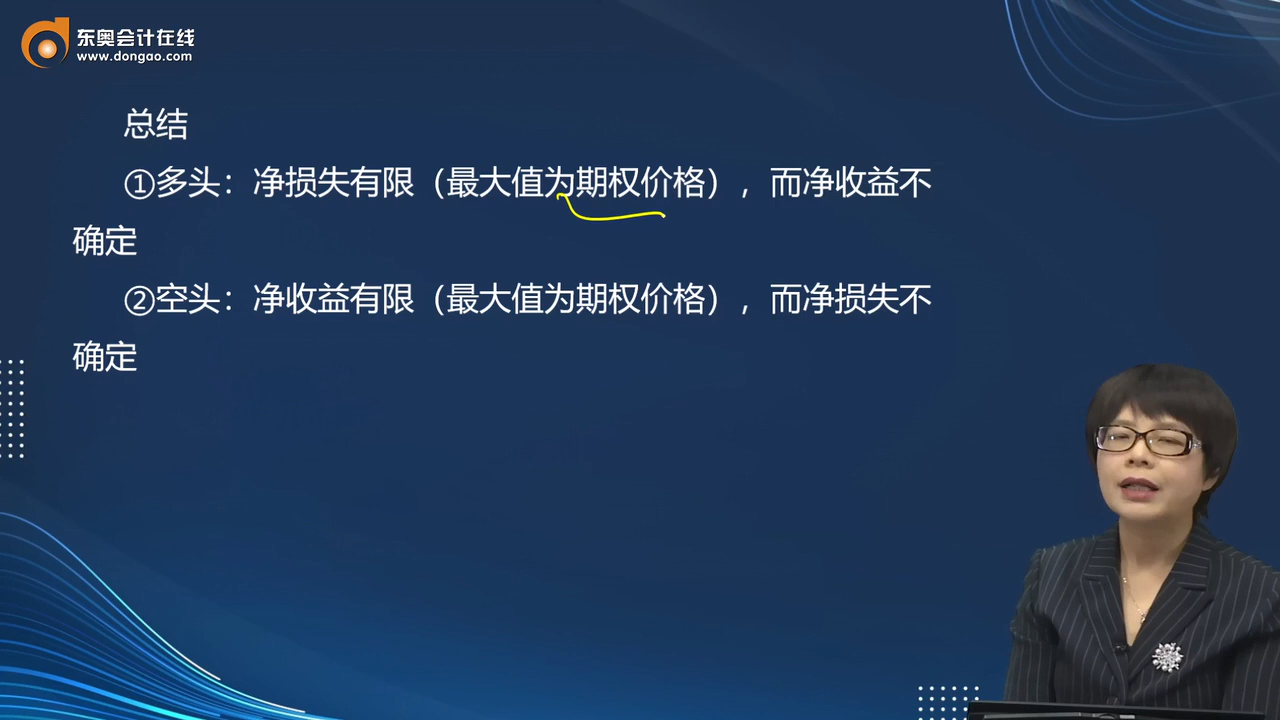 东奥会计在线
www.dongao.com
总结
①多头：净损失有限（最大值为期权价格），而净收益不
确定
②空头：净收益有限（最大值为期权价格），而净损失不
确定